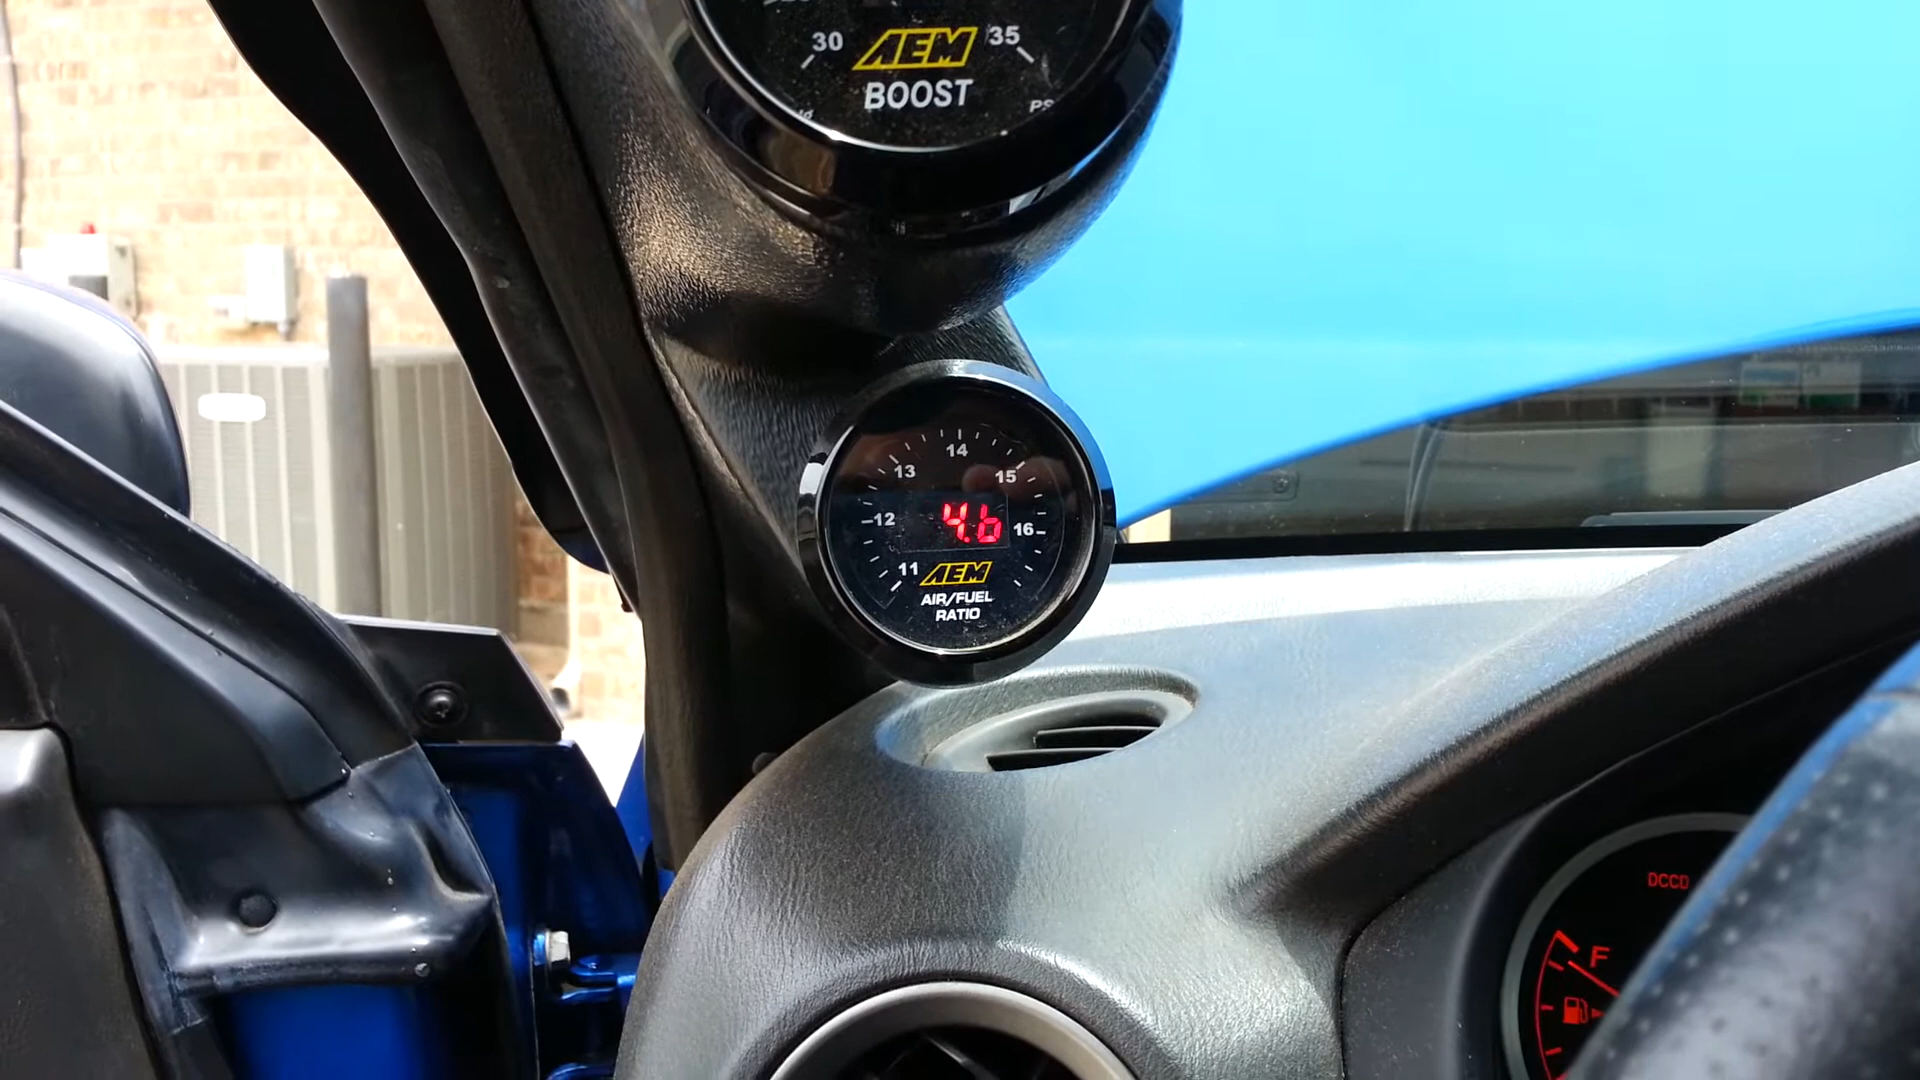 30 AEM 35
BOOST
14
13
15
4.6
12
16
11 AEM
AIR/FUEL
RATIO
DCCD
F